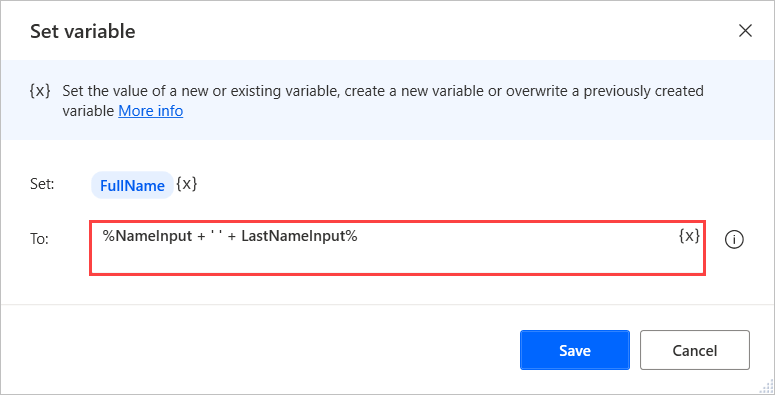 Set variable
{x} Set the value of a new or existing variable, create a new variable or overwrite a previously created
variable More info
Set: FullName {x}
To: %NameInput + ' ' + LastNameInput% {x}
Save Cancel